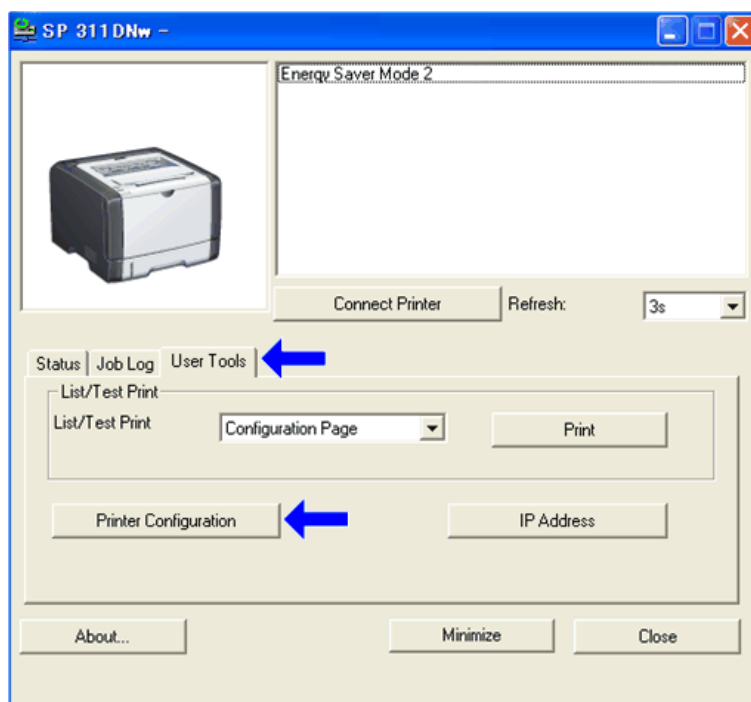 SP 311DNw -
Energy Saver Mode 2
Connect Printer Refresh: 3s
Status Job Log User Tools
List/Test Print
List/Test Print Configuration Page Print
Printer Configuration IP Address
About... Minimize Close